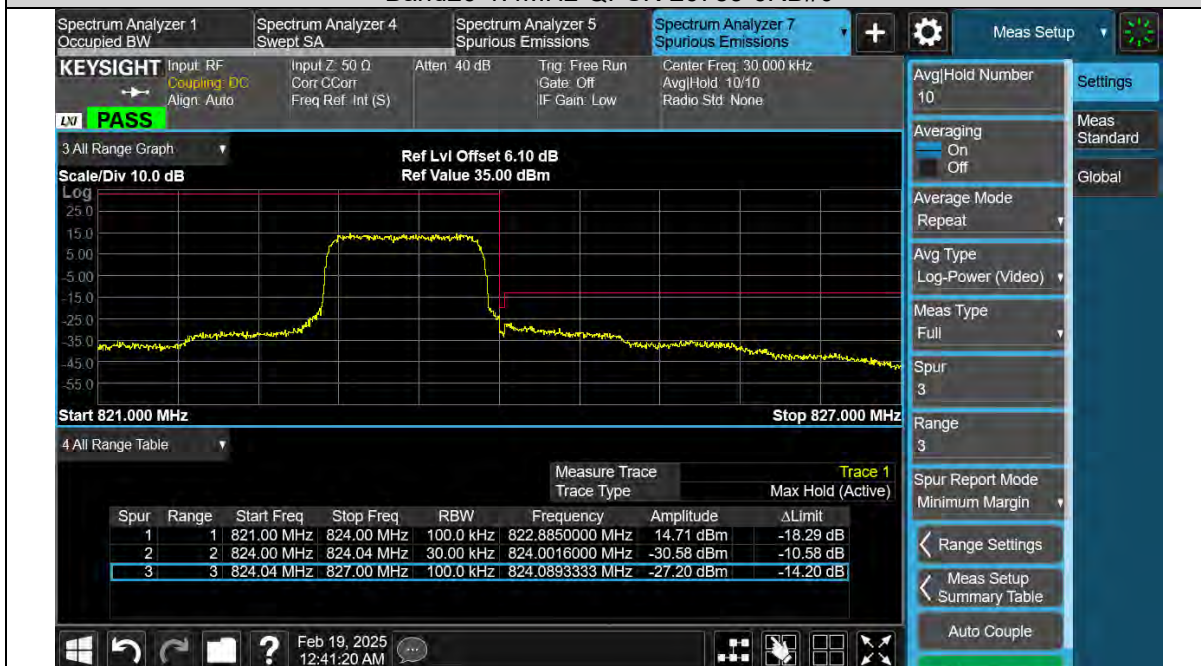 Spectrum Analyzer 1
Occupied BW
Spectrum Analyzer 4
Swept SA
Spectrum Analyzer 5
Spurious Emissions
Spectrum Analyzer 7
Spurious Emissions
+
Meas Setup
KEYSIGHT
Input: RF
Coupling: DC
Align: Auto
Input Z: 50 Ω
Corr CCorr
Freq Ref: Int (S)
Atten: 40 dB
Trig: Free Run
Gate: Off
IF Gain: Low
Center Freq: 30.000 kHz
Avg|Hold: 10/10
Radio Std: None
LXI
PASS
3 All Range Graph
Scale/Div 10.0 dB
Ref Lvl Offset 6.10 dB
Ref Value 35.00 dBm
Log
25.0
15.0
5.00
-5.00
-15.0
-25.0
-35.0
-45.0
-55.0
Start 821.000 MHz
Stop 827.000 MHz
4 All Range Table
Measure Trace Trace 1
Trace Type Max Hold (Active)
Spur Range Start Freq Stop Freq RBW Frequency Amplitude ΔLimit
1 1 821.00 MHz 824.00 MHz 100.0 kHz 822.8850000 MHz 14.71 dBm -18.29 dB
2 2 824.00 MHz 824.04 MHz 30.00 kHz 824.0016000 MHz -30.58 dBm -10.58 dB
3 3 824.04 MHz 827.00 MHz 100.0 kHz 824.0893333 MHz -27.20 dBm -14.20 dB
?
Feb 19, 2025
12:41:20 AM
Avg|Hold Number
10
Averaging
On
Off
Average Mode
Repeat
Avg Type
Log-Power (Video)
Meas Type
Full
Spur
3
Range
3
Spur Report Mode
Minimum Margin
Range Settings
Meas Setup
Summary Table
Auto Couple
Settings
Meas
Standard
Global